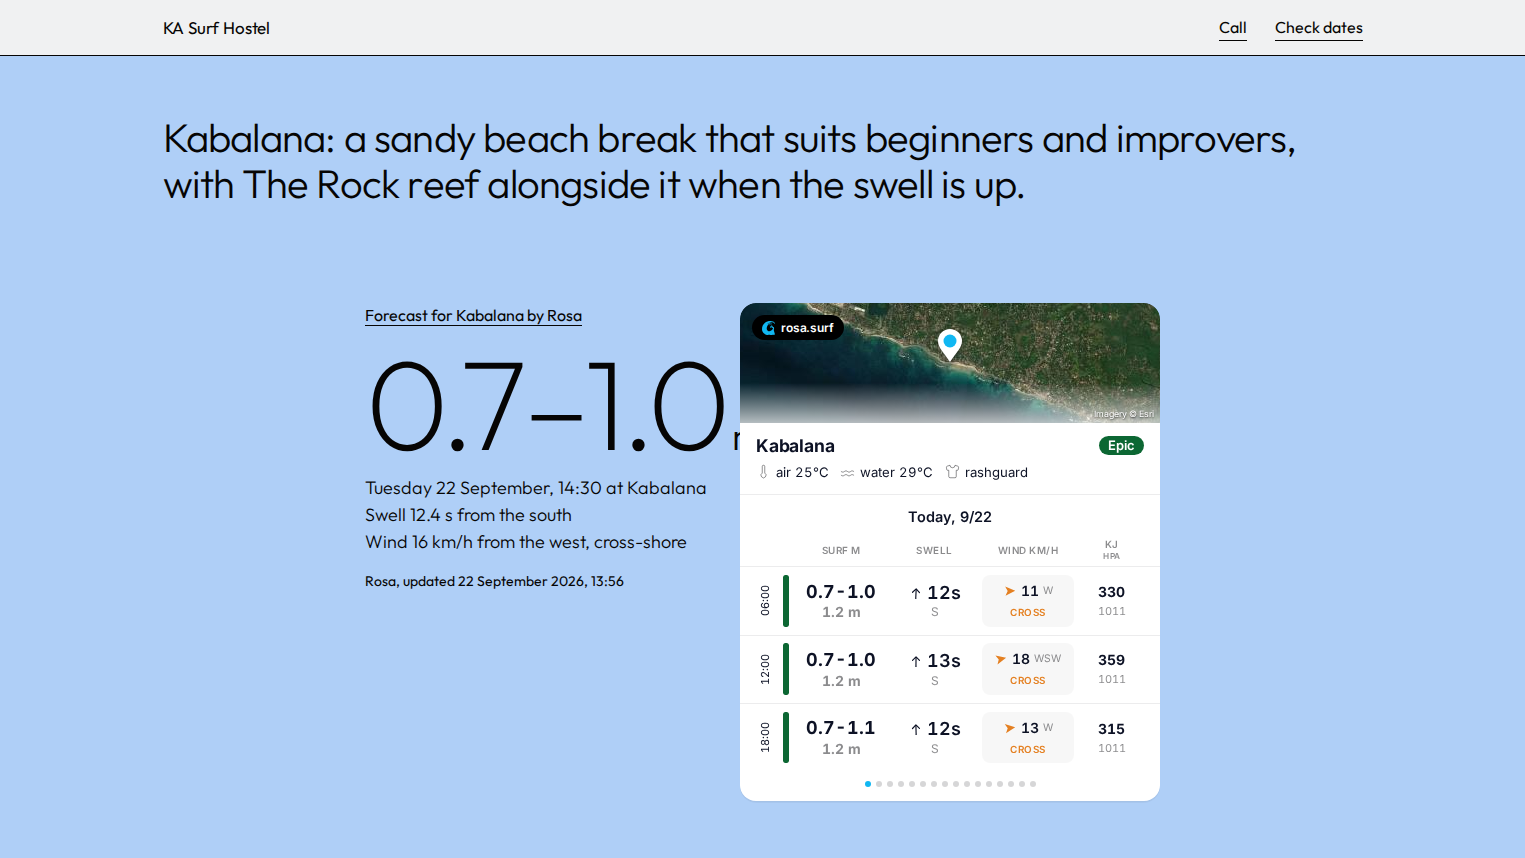 KA Surf Hostel
Call
Check dates
Kabalana: a sandy beach break that suits beginners and improvers,
with The Rock reef alongside it when the swell is up.
Forecast for Kabalana by Rosa
0.7–1.0
Tuesday 22 September, 14:30 at Kabalana
Swell 12.4 s from the south
Wind 16 km/h from the west, cross-shore
Rosa, updated 22 September 2026, 13:56
rosa.surf
Imagery © Esri
Kabalana
Epic
air 25°C water 29°C rashguard
Today, 9/22
SURF M SWELL WIND KM/H KJ
HPA
06:00
0.7-1.0 12s 11 W 330
1.2 m S CROSS 1011
12:00
0.7-1.0 13s 18 WSW 359
1.2 m S CROSS 1011
18:00
0.7-1.1 12s 13 W 315
1.2 m S CROSS 1011